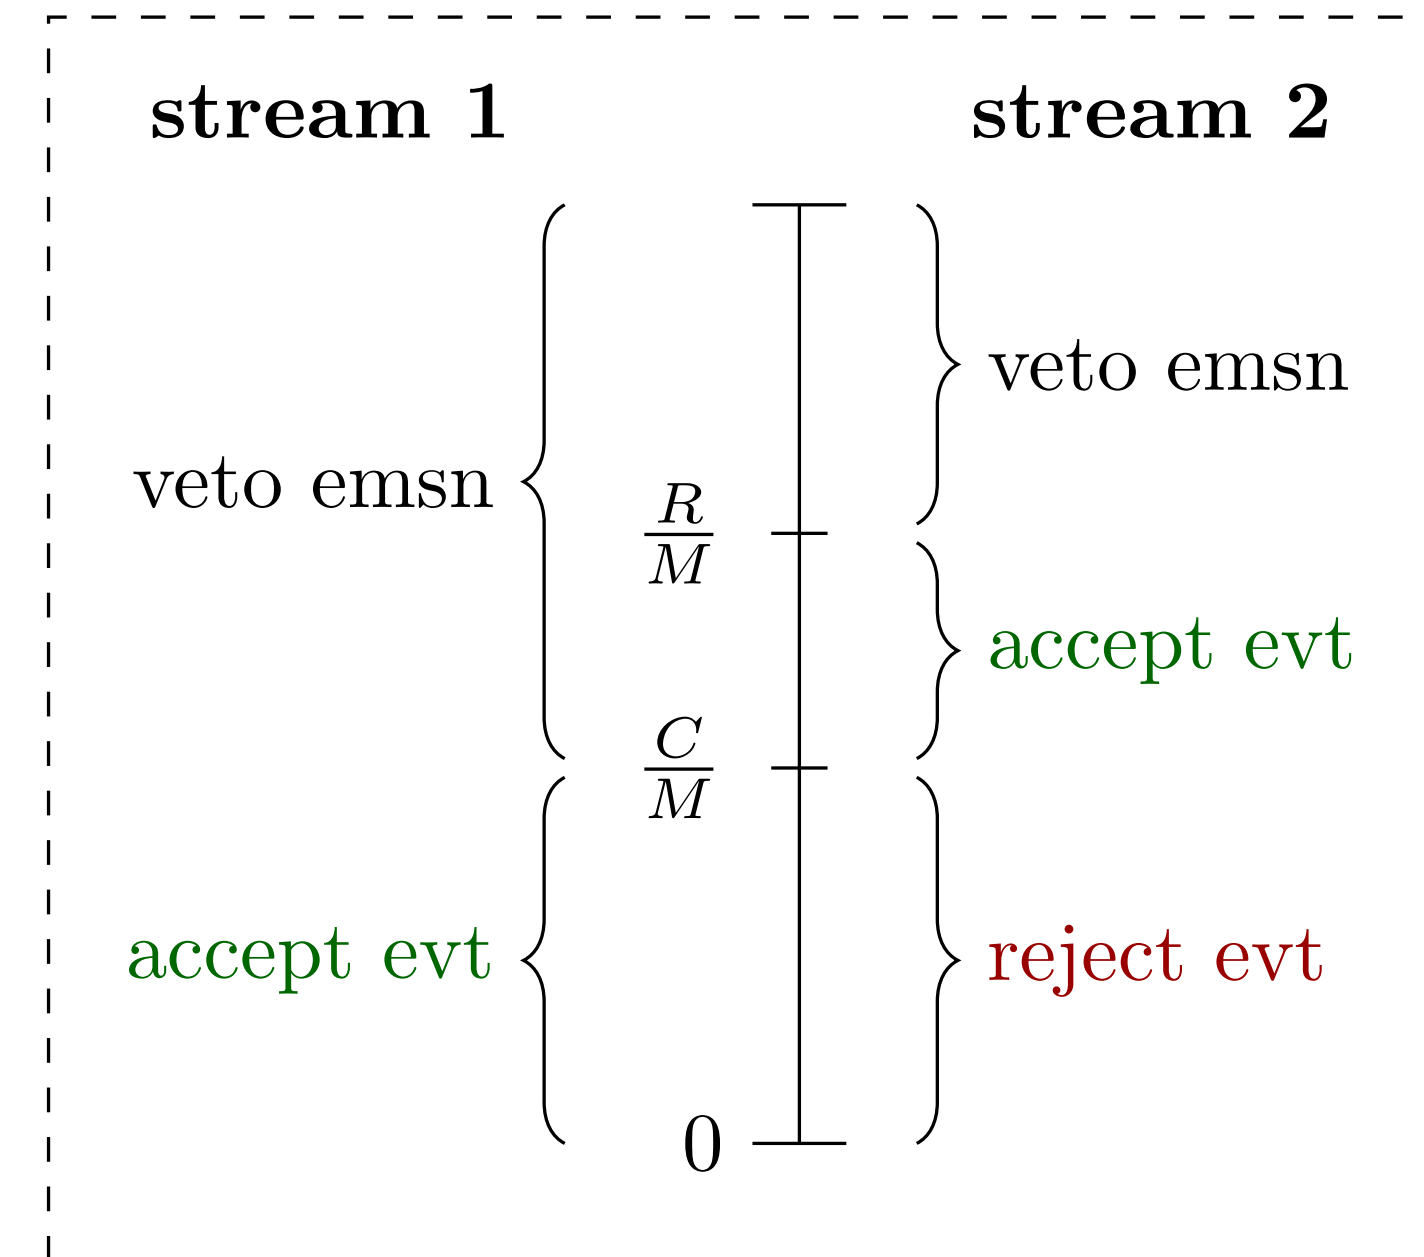 stream 1
stream 2
veto emsn
veto emsn
R
M
accept evt
C
M
accept evt
reject evt
0